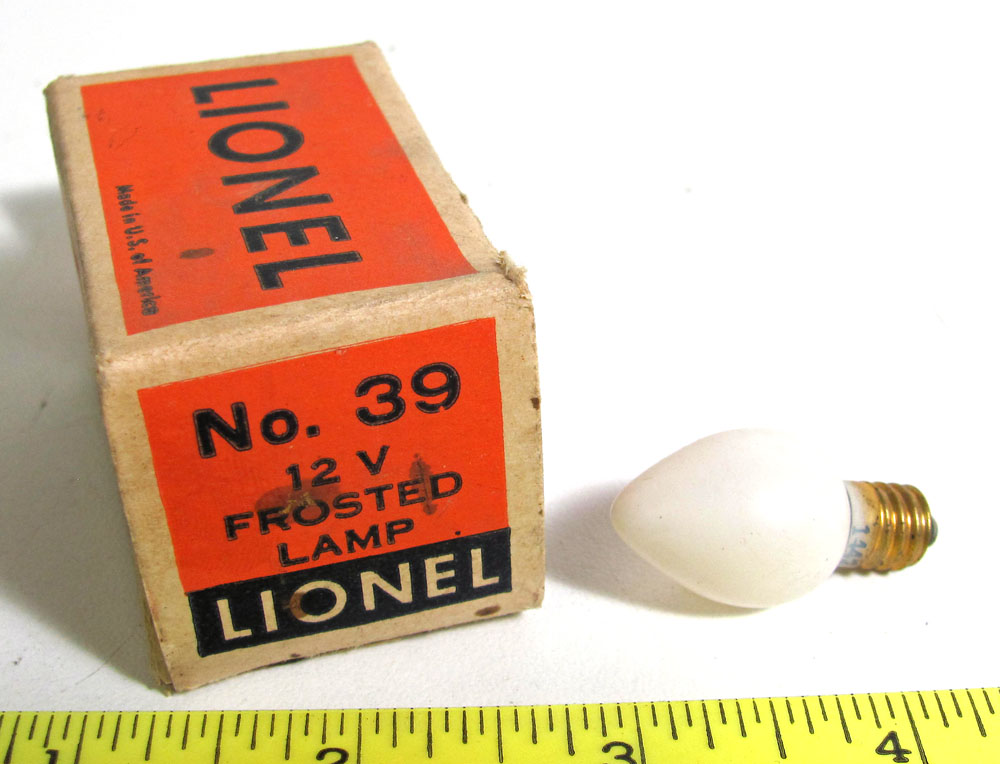 LIONEL
Made in U.S. of America
No. 39
12 V
FROSTED
LAMP
LIONEL
1 2 3 4